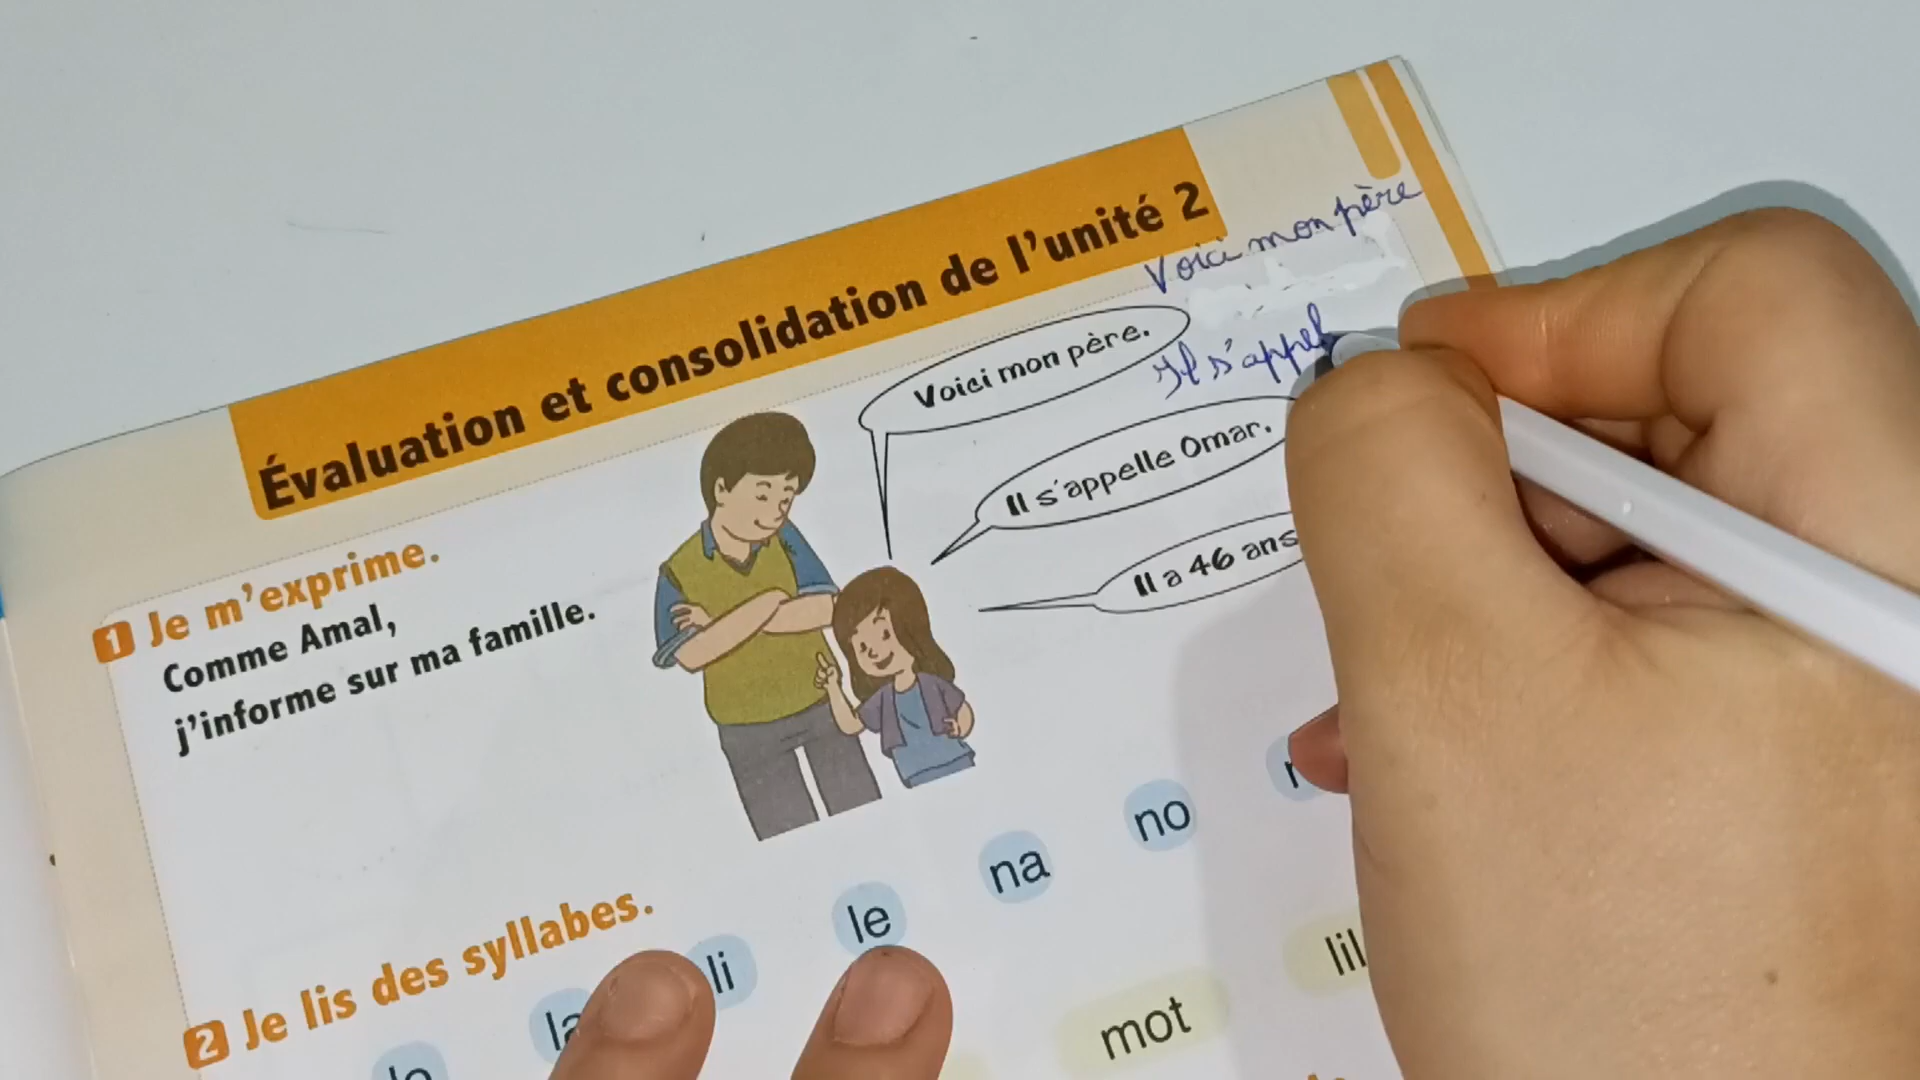 Évaluation et consolidation de l'unité 2
Voici mon père
Voici mon père.
Il s'appel
Il s'appelle Omar.
Il a 46 ans
1 Je m'exprime.
Comme Amal,
j'informe sur ma famille.
2 Je lis des syllabes.
la li le na no
mot lil